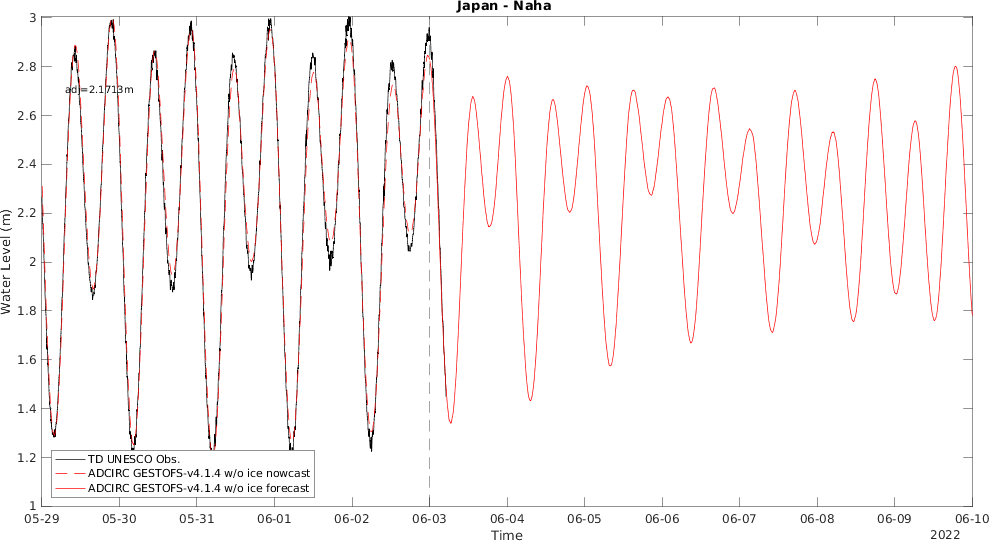 Japan - Naha
3
2.8
2.6
2.4
2.2
2
1.8
1.6
1.4
1.2
1
Water Level (m)
adj=2.1713m
TD UNESCO Obs.
ADCIRC GESTOFS-v4.1.4 w/o ice nowcast
ADCIRC GESTOFS-v4.1.4 w/o ice forecast
05-29 05-30 05-31 06-01 06-02 06-03 06-04 06-05 06-06 06-07 06-08 06-09 06-10
Time
2022